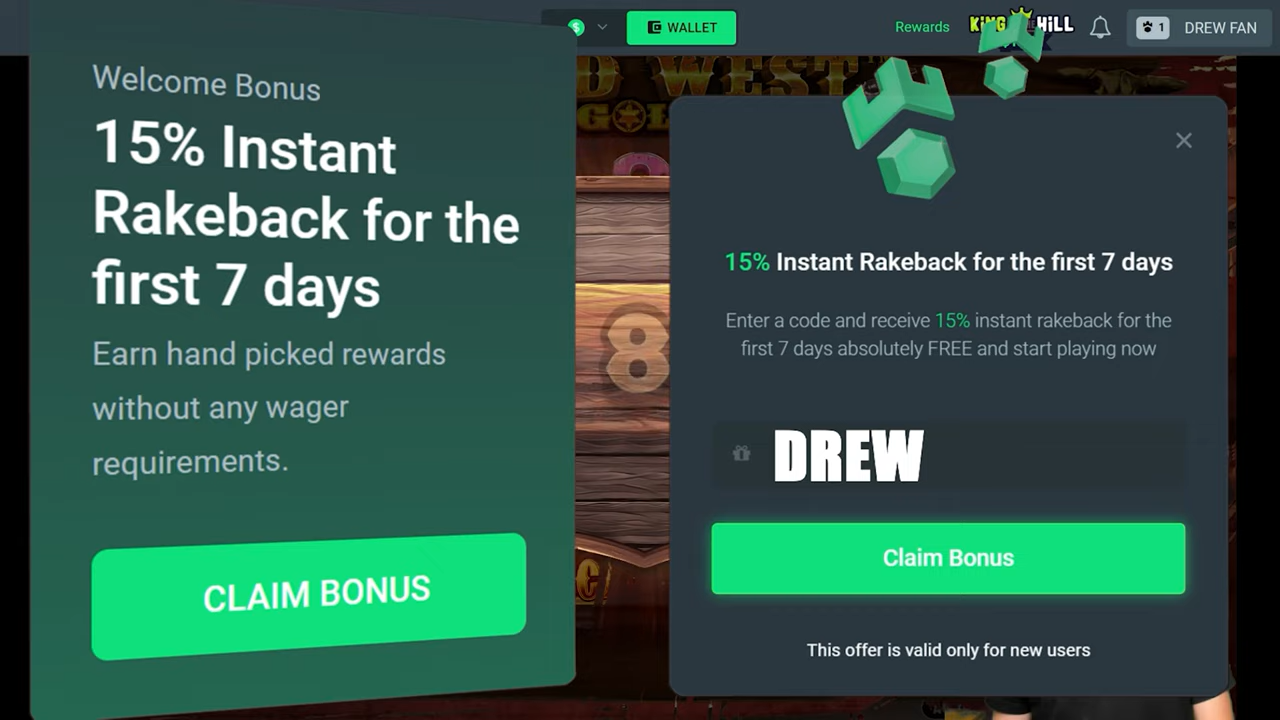 WALLET
Rewards
KING HILL
1
DREW FAN
Welcome Bonus
15% Instant
Rakeback for the
first 7 days
Earn hand picked rewards
without any wager
requirements.
CLAIM BONUS
D WEST
GOL
8
15% Instant Rakeback for the first 7 days
Enter a code and receive 15% instant rakeback for the
first 7 days absolutely FREE and start playing now
DREW
Claim Bonus
This offer is valid only for new users